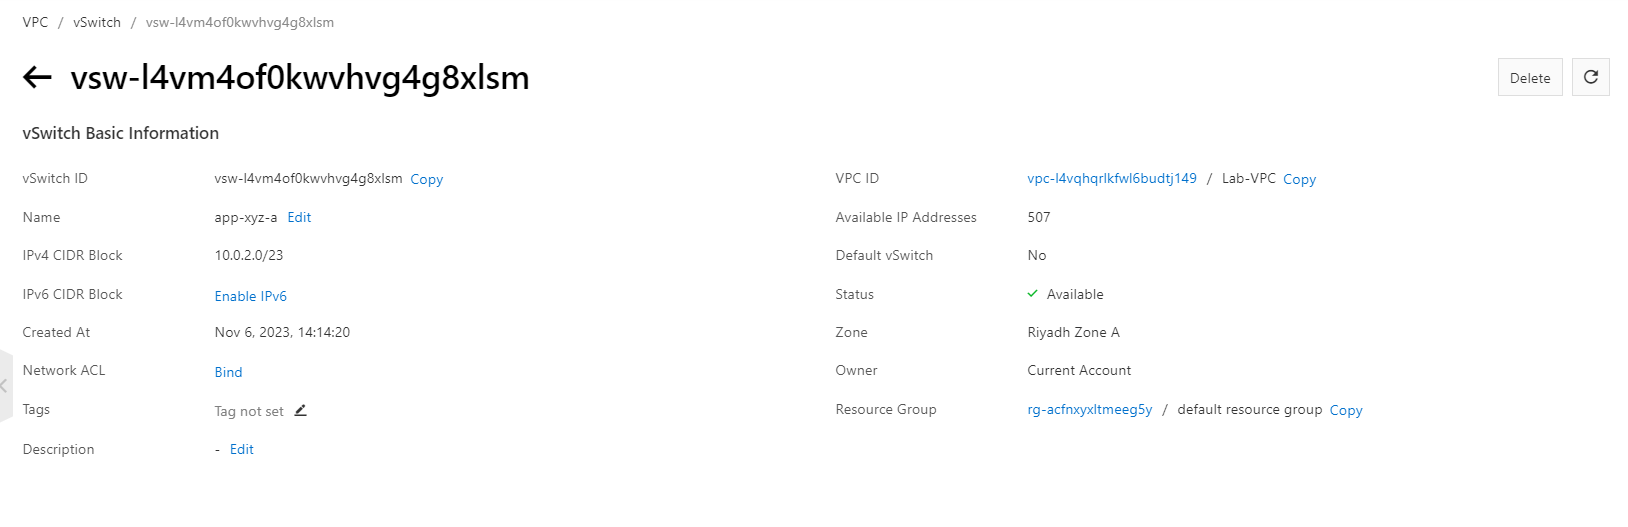 VPC / vSwitch / vsw-l4vm4of0kwvhvg4g8xlsm
vsw-l4vm4of0kwvhvg4g8xlsm
Delete
vSwitch Basic Information
vSwitch ID vsw-l4vm4of0kwvhvg4g8xlsm Copy VPC ID vpc-l4vqhqrlkfwl6budtj149 / Lab-VPC Copy
Name app-xyz-a Edit Available IP Addresses 507
IPv4 CIDR Block 10.0.2.0/23 Default vSwitch No
IPv6 CIDR Block Enable IPv6 Status Available
Created At Nov 6, 2023, 14:14:20 Zone Riyadh Zone A
Network ACL Bind Owner Current Account
Tags Tag not set Resource Group rg-acfnxyxltmeeg5y / default resource group Copy
Description - Edit